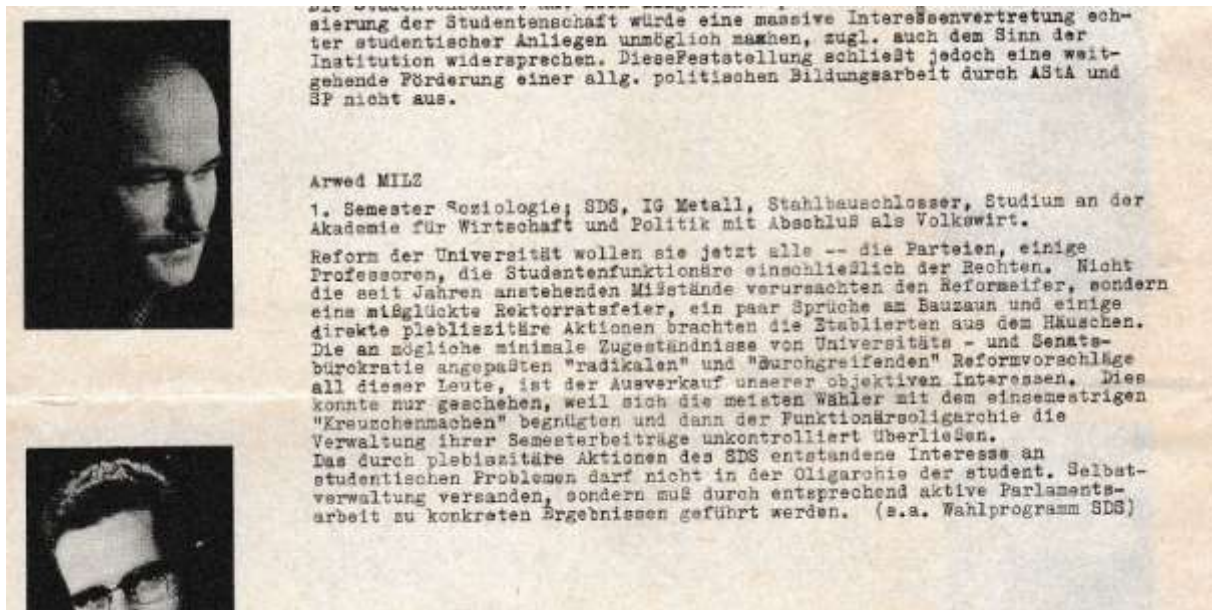 sierung der Studentenschaft würde eine massive Interessenvertretung ech-
ter studentischer Anliegen unmöglich mashen, zugl. auch dem Sinn der
Institution widersprechen. DieseFeststellung schließt jedoch eine weit-
gehende Förderung einer allg. politischen Bildungsarbeit durch AStA und
SP nicht aus.
Arwed MILZ
1. Semester Soziologie; SDS, IG Metall, Stahlbauschlosser, Studium an der
Akademie für Wirtschaft und Politik mit Abschluß als Volkswirt.
Reform der Universität wollen sie jetzt alle -- die Parteien, einige
Professoren, die Studentenfunktionäre einschließlich der Rechten. Nicht
die seit Jahren anstehenden Mißstände verursachten den Reformeifer, sondern
eine mißglückte Rektorratsfeier, ein paar Sprüche am Bauzaun und einige
direkte plebliszitäre Aktionen brachten die Etablierten aus dem Häuschen.
Die an mögliche minimale Zugeständnisse von Universitäts - und Senats-
bürokratie angepaßten "radikalen" und "durchgreifenden" Reformvorschläge
all dieser Leute, ist der Ausverkauf unserer objektiven Interessen. Dies
konnte nur geschehen, weil sich die meisten Wähler mit dem einsemestrigen
"Kreuzchenmachen" begnügten und dann der Funktionärsoligarchie die
Verwaltung ihrer Semesterbeiträge unkontrolliert überließen.
Das durch plebiszitäre Aktionen des SDS entstandene Interesse an
studentischen Problemen darf nicht in der Oligarchie der student. Selbst-
verwaltung versanden, sondern muß durch entsprechend aktive Parlaments-
arbeit zu konkreten Ergebnissen geführt werden. (s.a. Wahlprogramm SDS)